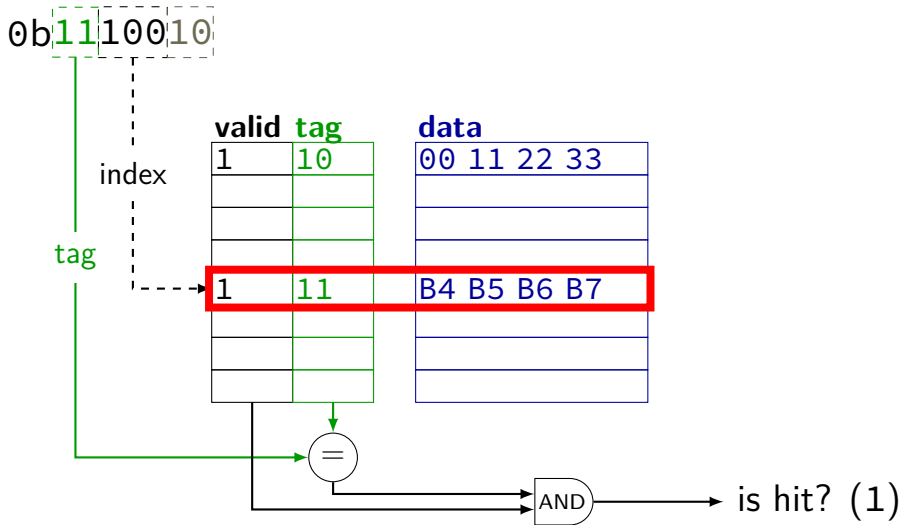 0b1110010
valid tag data
1 10 00 11 22 33
index
tag
1 11 B4 B5 B6 B7
=
AND
is hit? (1)